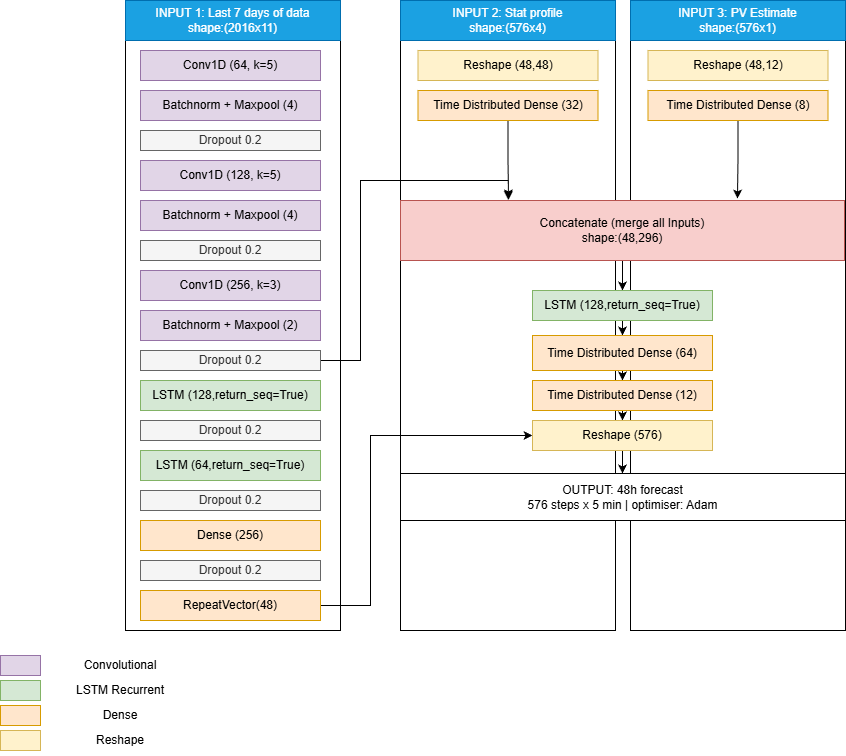 INPUT 1: Last 7 days of data
shape:(2016x11)
Conv1D (64, k=5)
Batchnorm + Maxpool (4)
Dropout 0.2
Conv1D (128, k=5)
Batchnorm + Maxpool (4)
Dropout 0.2
Conv1D (256, k=3)
Batchnorm + Maxpool (2)
Dropout 0.2
LSTM (128,return_seq=True)
Dropout 0.2
LSTM (64,return_seq=True)
Dropout 0.2
Dense (256)
Dropout 0.2
RepeatVector(48)
INPUT 2: Stat profile
shape:(576x4)
Reshape (48,48)
Time Distributed Dense (32)
INPUT 3: PV Estimate
shape:(576x1)
Reshape (48,12)
Time Distributed Dense (8)
Concatenate (merge all Inputs)
shape:(48,296)
LSTM (128,return_seq=True)
Time Distributed Dense (64)
Time Distributed Dense (12)
Reshape (576)
OUTPUT: 48h forecast
576 steps x 5 min | optimiser: Adam
Convolutional
LSTM Recurrent
Dense
Reshape